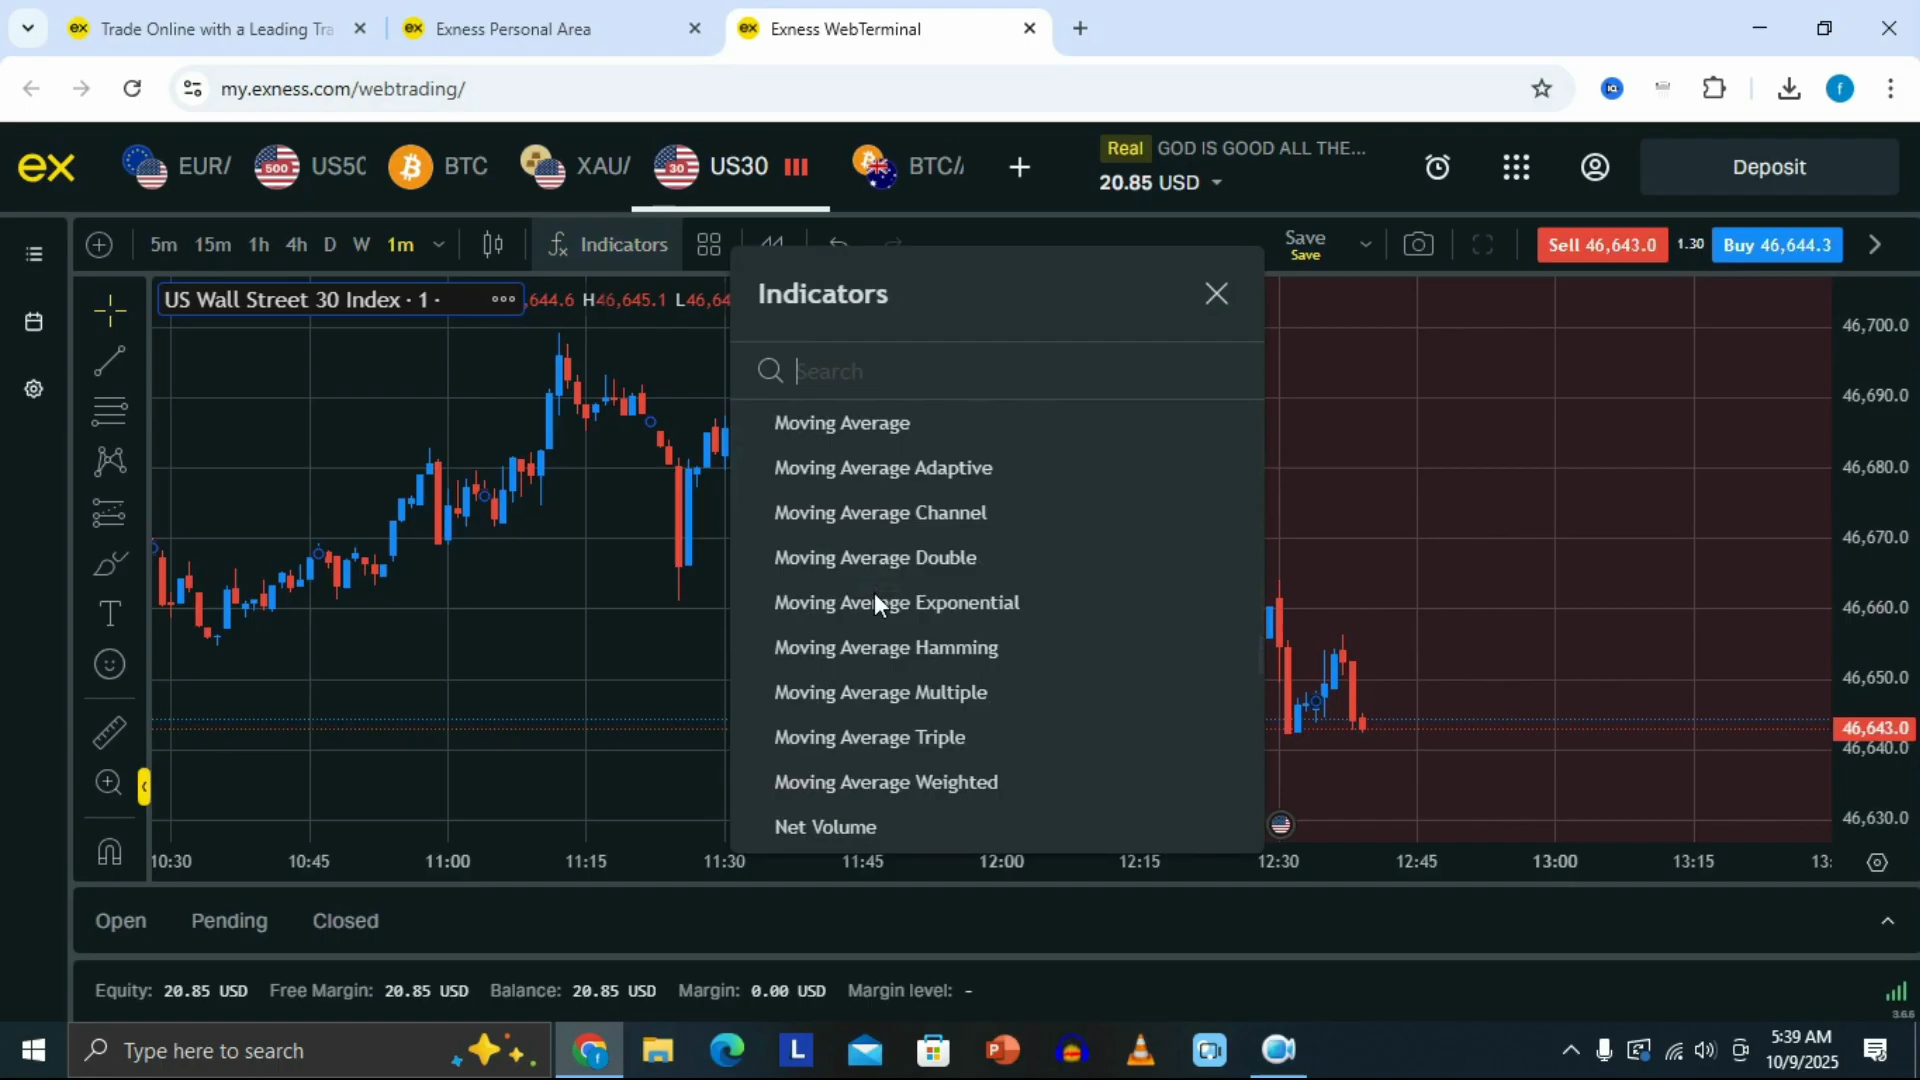 Trade Online with a Leading Tra
Exness Personal Area
Exness WebTerminal
my.exness.com/webtrading/
ex
EUR/
500
US50
BTC
XAU/
30
US30
BTC/
Real GOD IS GOOD ALL THE...
20.85 USD
Deposit
5m 15m 1h 4h D W 1m
Indicators
Save
Save
Sell 46,643.0
1.30
Buy 46,644.3
US Wall Street 30 Index · 1 ·
,644.6 H46,645.1 L46,64
Indicators
Search
Moving Average
Moving Average Adaptive
Moving Average Channel
Moving Average Double
Moving Average Exponential
Moving Average Hamming
Moving Average Multiple
Moving Average Triple
Moving Average Weighted
Net Volume
46,700.0
46,690.0
46,680.0
46,670.0
46,660.0
46,650.0
46,643.0
46,640.0
46,630.0
10:30 10:45 11:00 11:15 11:30 11:45 12:00 12:15 12:30 12:45 13:00 13:15 13:
Open Pending Closed
Equity: 20.85 USD Free Margin: 20.85 USD Balance: 20.85 USD Margin: 0.00 USD Margin level: -
3.6.6
Type here to search
5:39 AM
10/9/2025